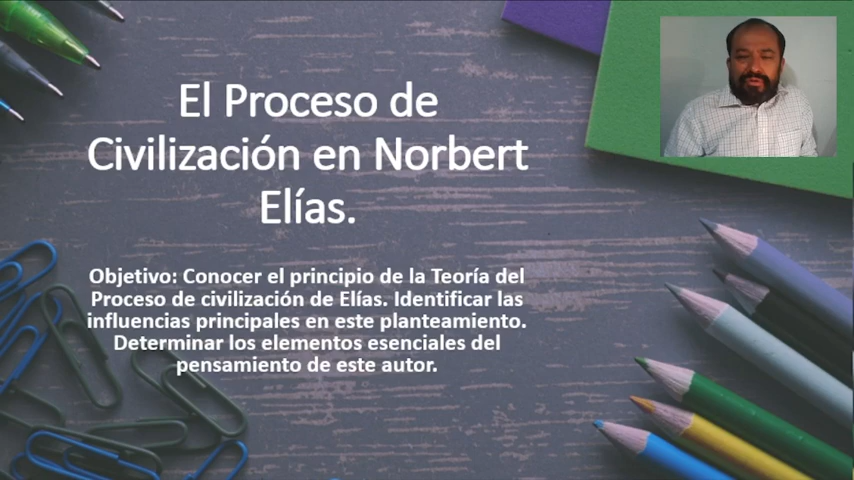 El Proceso de
Civilización en Norbert
Elías.
Objetivo: Conocer el principio de la Teoría del
Proceso de civilización de Elías. Identificar las
influencias principales en este planteamiento.
Determinar los elementos esenciales del
pensamiento de este autor.